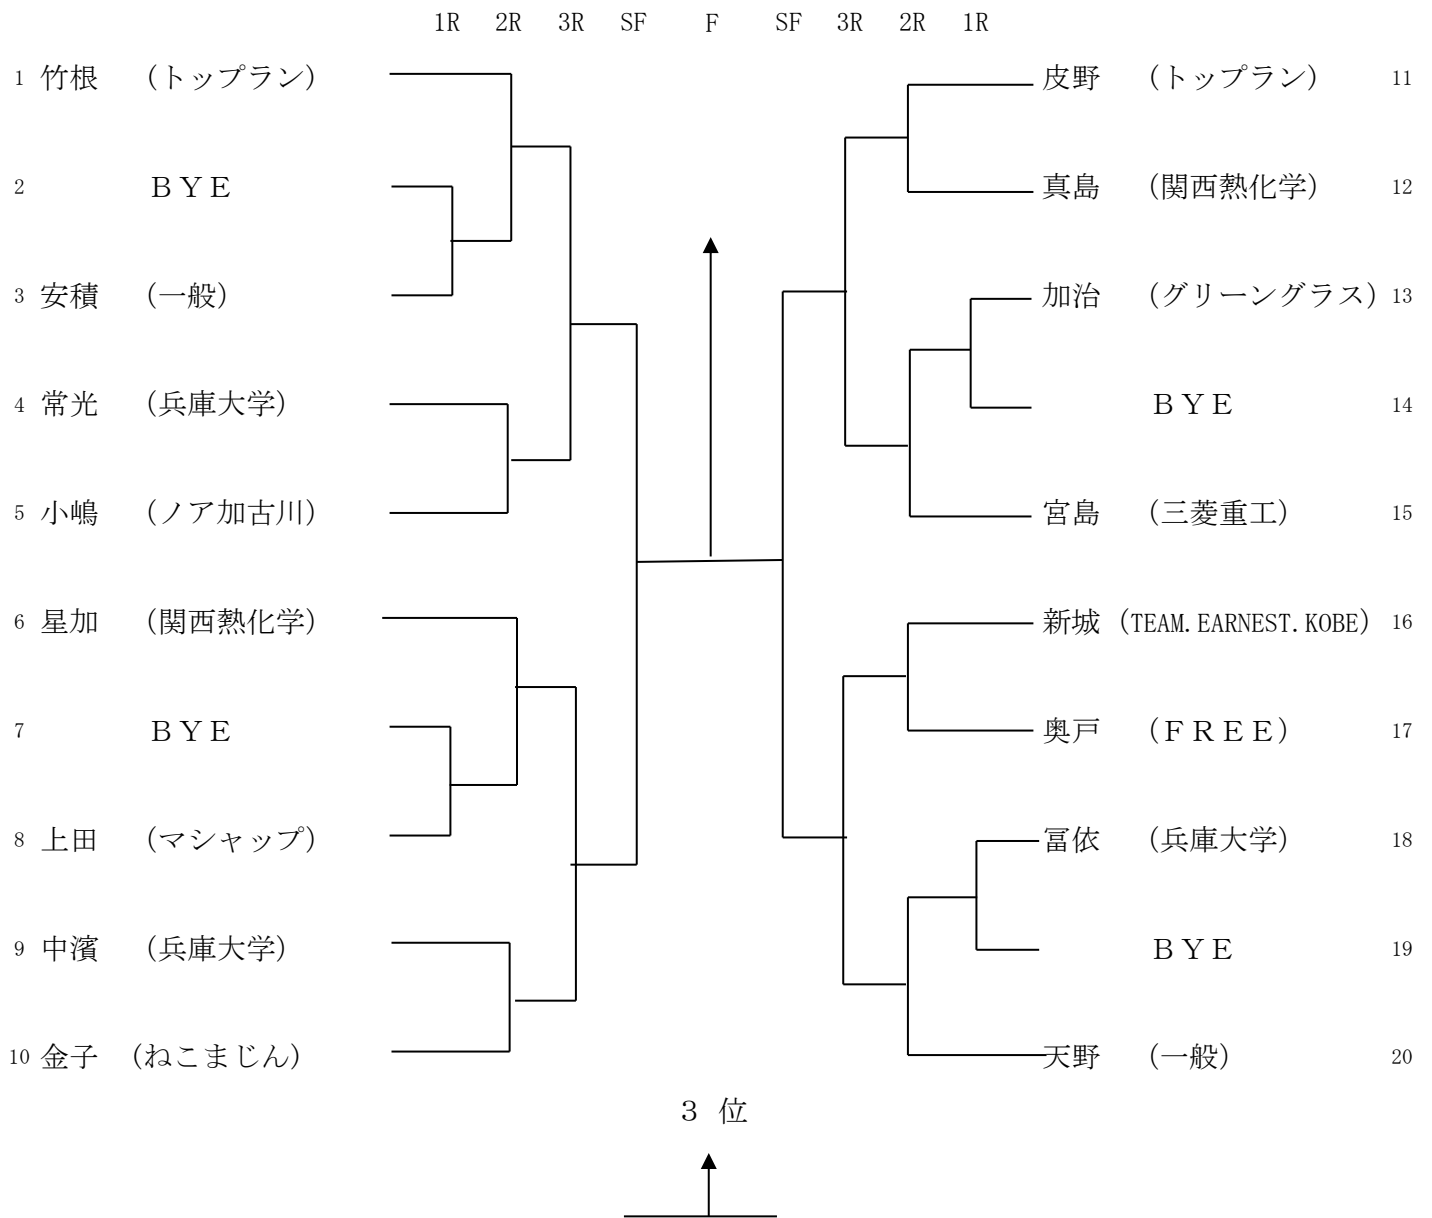 1R 2R 3R SF F SF 3R 2R 1R
1 竹根 （トップラン）
2 ＢＹＥ
3 安積 （一般）
4 常光 （兵庫大学）
5 小嶋 （ノア加古川）
6 星加 （関西熱化学）
7 ＢＹＥ
8 上田 （マシャップ）
9 中濱 （兵庫大学）
10 金子 （ねこまじん）
皮野 （トップラン） 11
真島 （関西熱化学） 12
加治 （グリーングラス） 13
ＢＹＥ 14
宮島 （三菱重工） 15
新城 （TEAM.EARNEST.KOBE） 16
奥戸 （ＦＲＥＥ） 17
冨依 （兵庫大学） 18
ＢＹＥ 19
天野 （一般） 20
３ 位